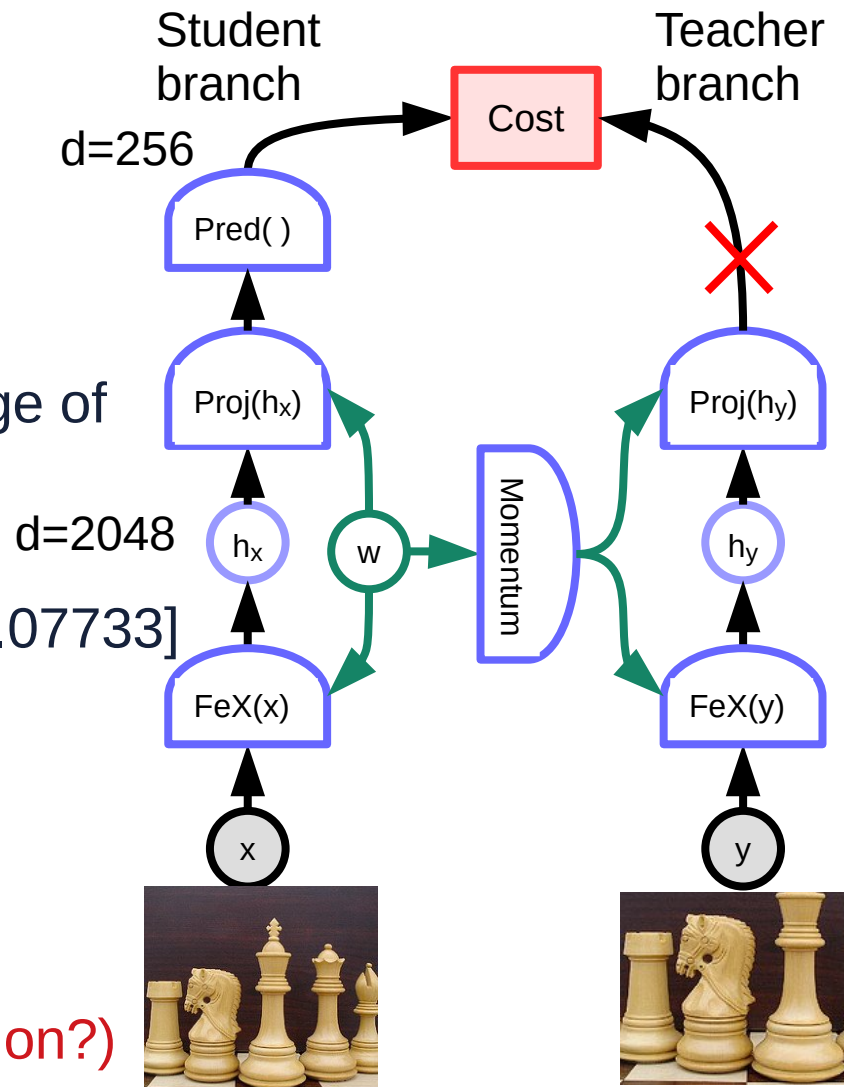 Student
branch
Teacher
branch
Cost
d=256
Pred( )
ge of
Proj(hx)
Proj(hy)
Momentum
d=2048
hx
w
hy
.07733]
FeX(x)
FeX(y)
x
y
on?)